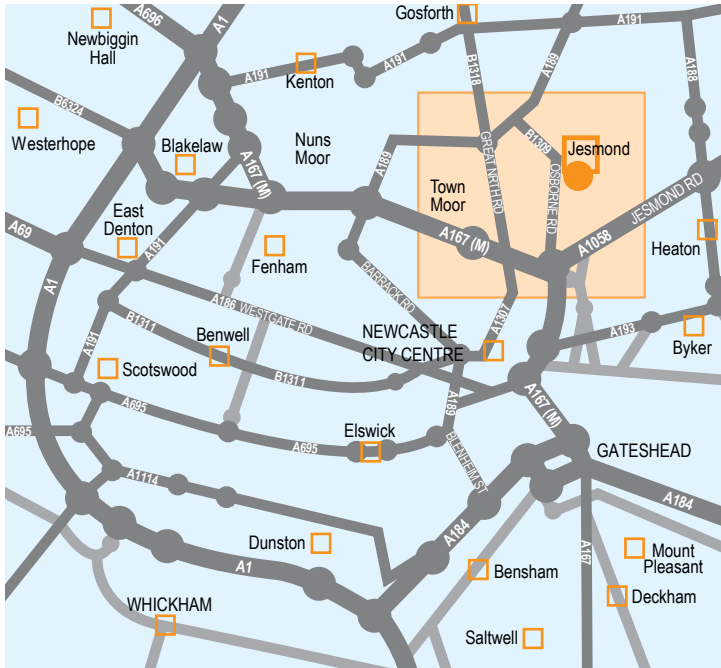 A696
A1
Gosforth
Newbiggin
Hall
A191
A191
B1318
A189
A188
Kenton
A191
B6324
Westerhope
Blakelaw
Nuns
Moor
A167 (M)
A189
GREAT NRTH RD
B1309
Jesmond
OSBORNE RD
Town
Moor
A69
East
Denton
A191
A1
Fenham
A167 (M)
A1058
JESMOND RD
Heaton
BARRACK RD
A186
WESTGATE RD
B1311
A191
Benwell
NEWCASTLE
CITY CENTRE
A1307
A193
Byker
Scotswood
B1311
A695
A189
A167 (M)
A695
Elswick
A695
BLENHEIM ST
GATESHEAD
A1114
A184
A184
A167
Dunston
A1
Bensham
Mount
Pleasant
Deckham
WHICKHAM
Saltwell